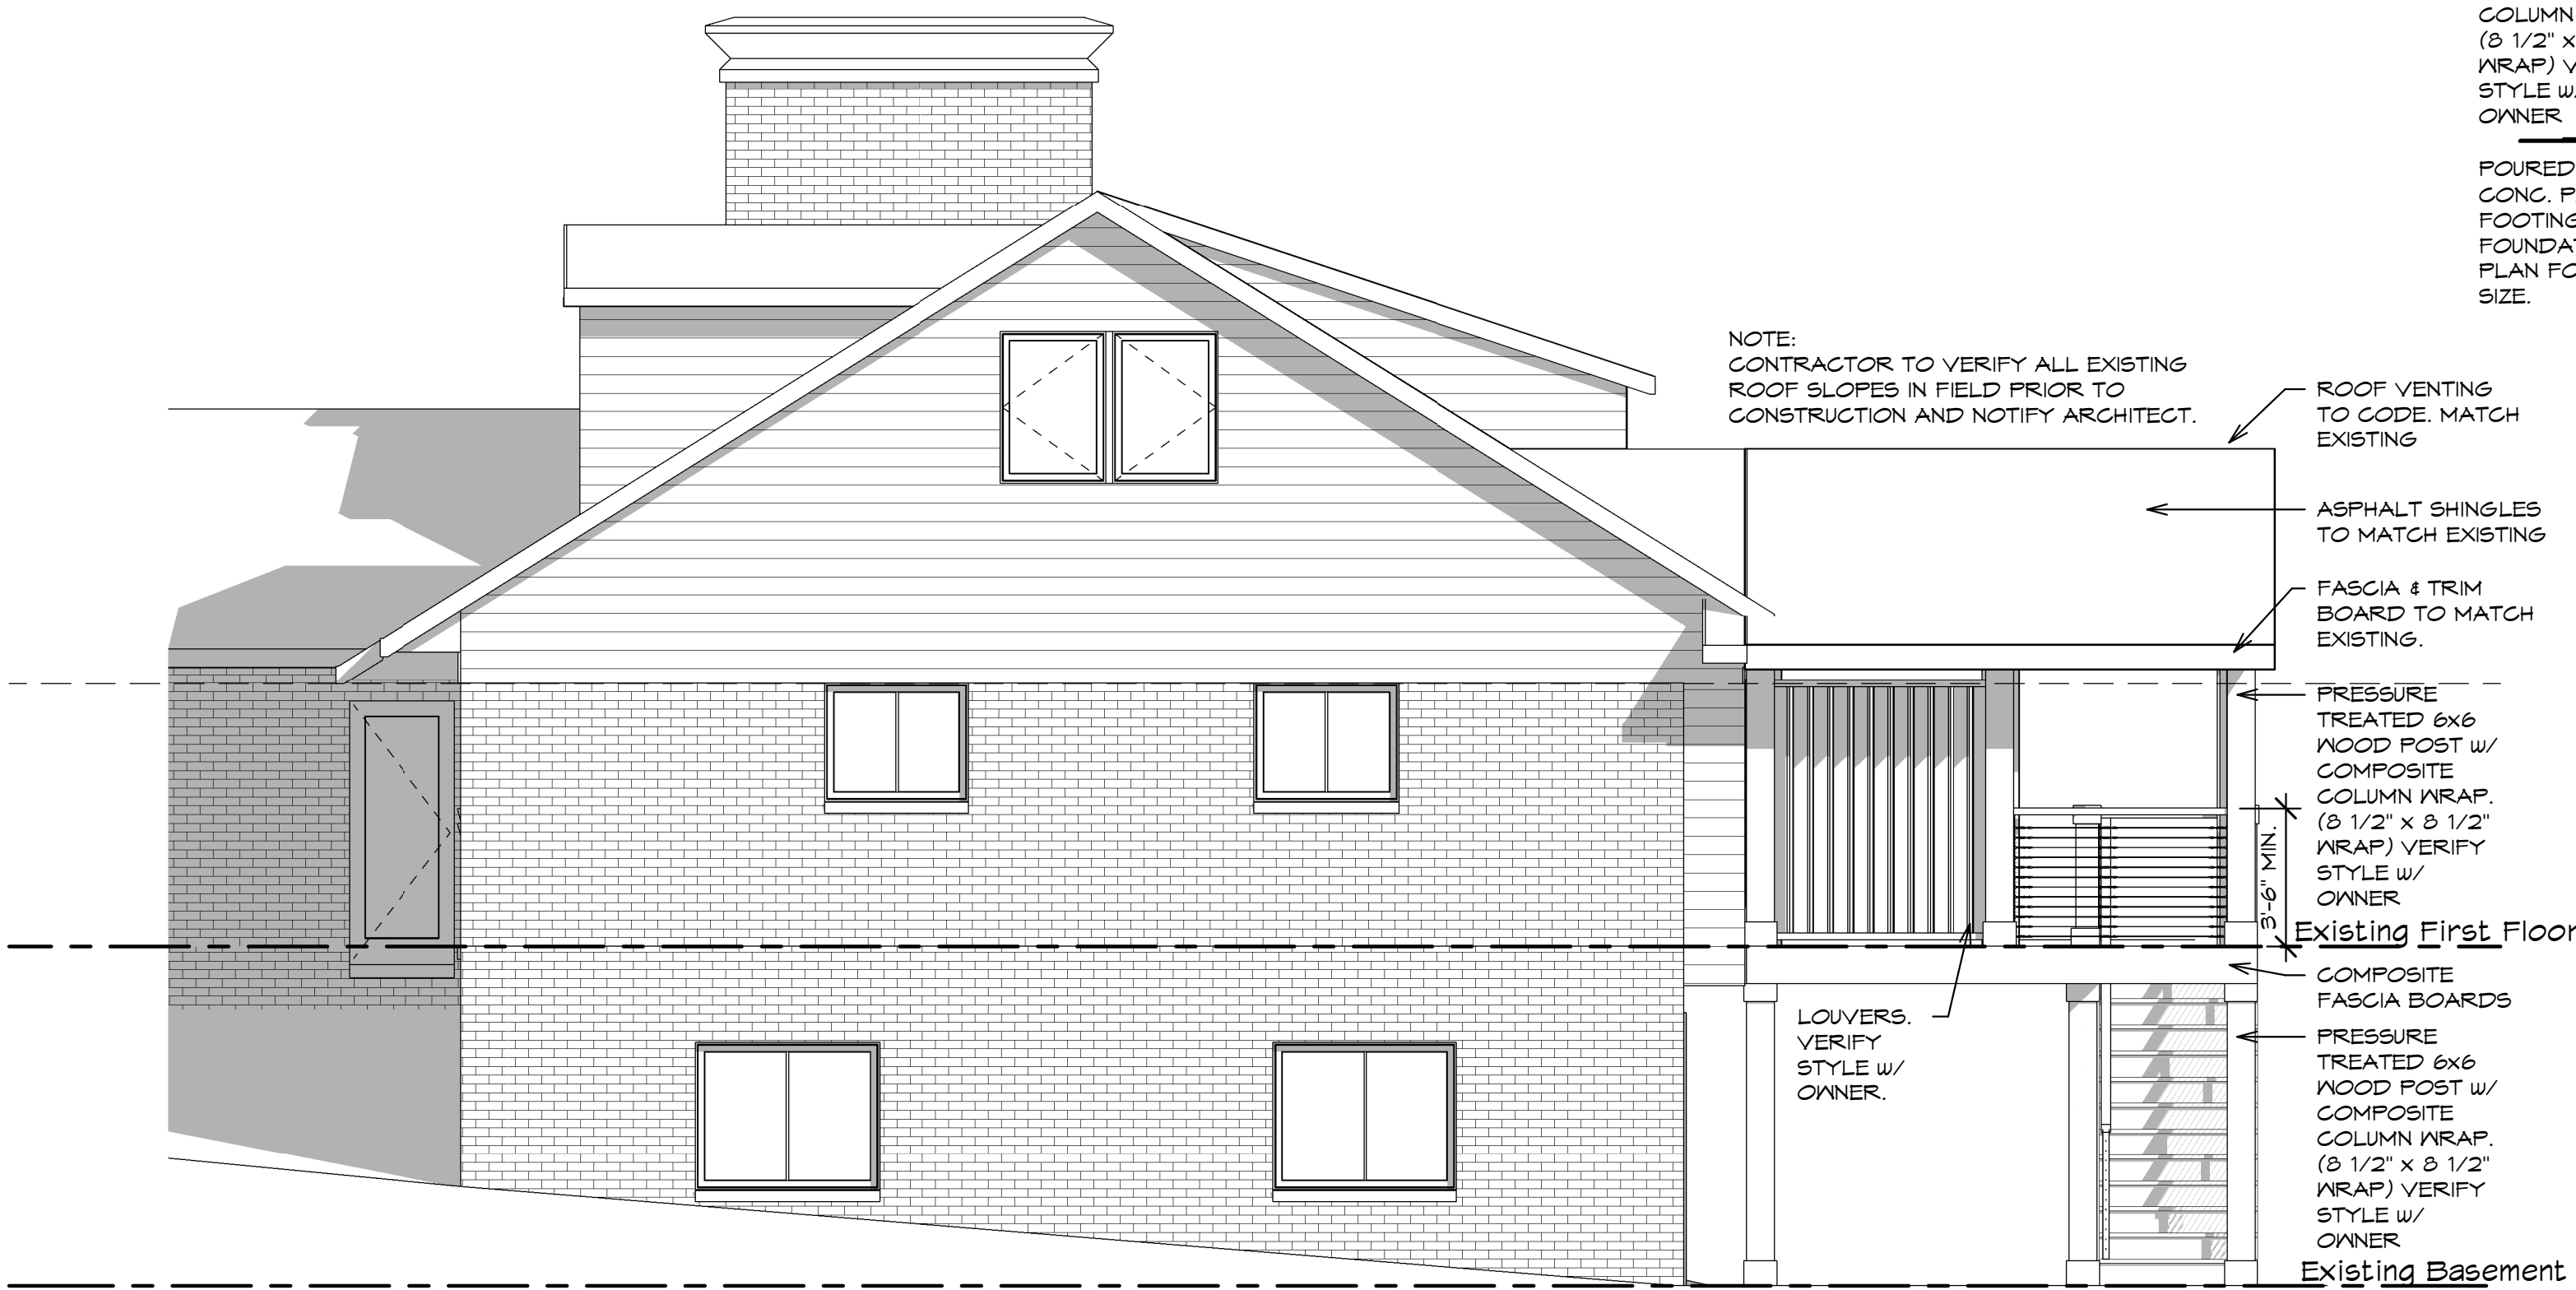 COLUMN
(8 1/2" x
WRAP)
STYLE w/
OWNER
POURED
CONC.
PLAN
SIZE.
NOTE:
CONTRACTOR TO VERIFY ALL EXISTING
ROOF SLOPES IN FIELD PRIOR TO
CONSTRUCTION AND NOTIFY ARCHITECT.
ROOF VENTING
TO CODE. MATCH
EXISTING
ASPHALT SHINGLES
TO MATCH EXISTING
FASCIA & TRIM
BOARD TO MATCH
EXISTING.
PRESSURE
TREATED 6x6
WOOD POST w/
COMPOSITE
COLUMN WRAP.
(8 1/2" x 8 1/2"
WRAP) VERIFY
STYLE w/
OWNER
3'-6" MIN.
Existing First Floor
COMPOSITE
FASCIA BOARDS
LOUVERS.
VERIFY
STYLE w/
OWNER.
PRESSURE
TREATED 6x6
WOOD POST w/
COMPOSITE
COLUMN WRAP.
(8 1/2" x 8 1/2"
WRAP) VERIFY
STYLE w/
OWNER
Existing Basement